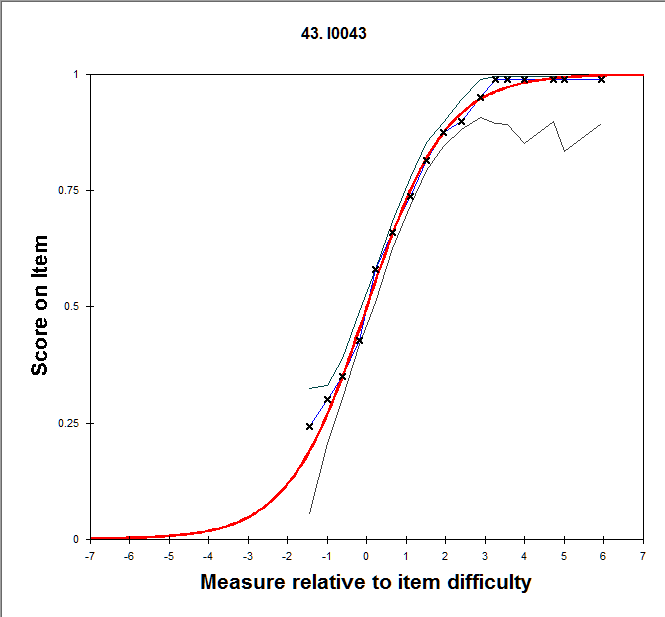 43. I0043
1
0.75
0.5
0.25
0
-7 -6 -5 -4 -3 -2 -1 0 1 2 3 4 5 6 7
Score on Item
Measure relative to item difficulty